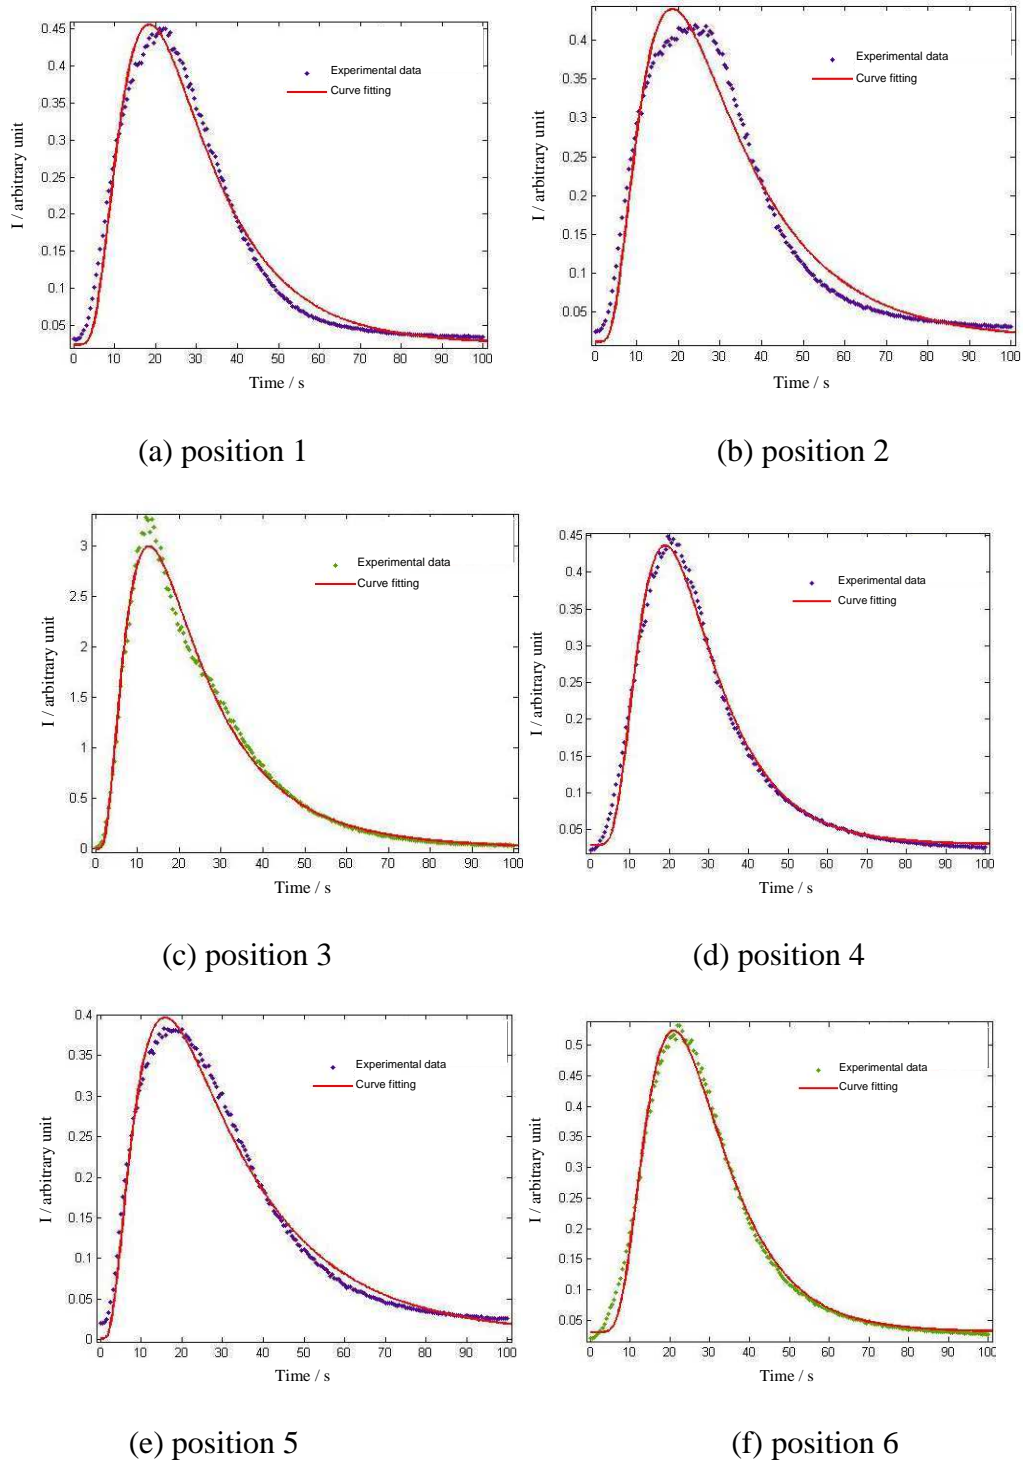 0.45
0.4
0.35
0.3
0.25
0.2
0.15
0.1
0.05
I / arbitrary unit
Experimental data
Curve fitting
0 10 20 30 40 50 60 70 80 90 100
Time / s
(a) position 1
0.4
0.35
0.3
0.25
0.2
0.15
0.1
0.05
0
I / arbitrary unit
Experimental data
Curve fitting
0 10 20 30 40 50 60 70 80 90 100
Time / s
(b) position 2
3
2.5
2
1.5
1
0.5
0
I / arbitrary unit
Experimental data
Curve fitting
0 10 20 30 40 50 60 70 80 90 100
Time / s
(c) position 3
0.45
0.4
0.35
0.3
0.25
0.2
0.15
0.1
0.05
I / arbitrary unit
Experimental data
Curve fitting
0 10 20 30 40 50 60 70 80 90 100
Time / s
(d) position 4
0.4
0.35
0.3
0.25
0.2
0.15
0.1
0.05
0
I / arbitrary unit
Experimental data
Curve fitting
0 10 20 30 40 50 60 70 80 90 100
Time / s
(e) position 5
0.5
0.45
0.4
0.35
0.3
0.25
0.2
0.15
0.1
0.05
I / arbitrary unit
Experimental data
Curve fitting
0 10 20 30 40 50 60 70 80 90 100
Time / s
(f) position 6